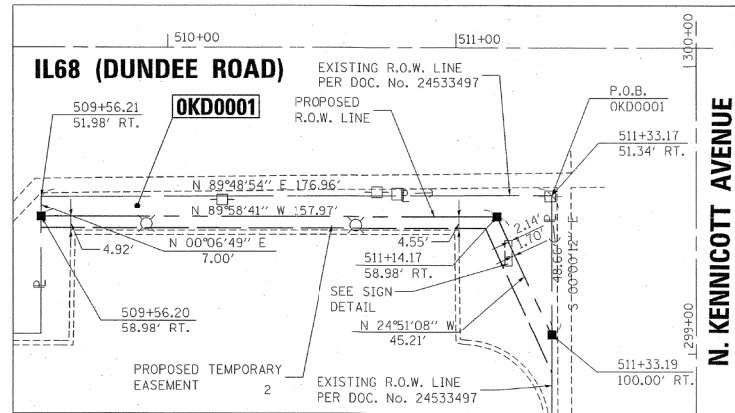 510+00
511+00
300+00
IL68 (DUNDEE ROAD)
EXISTING R.O.W. LINE
PER DOC. No. 24533497
P.O.B.
0KD0001
509+56.21
51.98' RT.
0KD0001
PROPOSED
R.O.W. LINE
511+33.17
51.34' RT.
N. KENNICOTT AVENUE
N 89°48'54" E 176.96'
N 89°58'41" W 157.97'
4.92'
N 00°06'49" E
7.00'
4.55'
2.14'
1.70'
48.66'
S 00°00'12" E
511+14.17
58.98' RT.
SEE SIGN
DETAIL
509+56.20
58.98' RT.
N 24°51'08" W
45.21'
299+00
PROPOSED TEMPORARY
EASEMENT
2
EXISTING R.O.W. LINE
PER DOC. No. 24533497
511+33.19
100.00' RT.